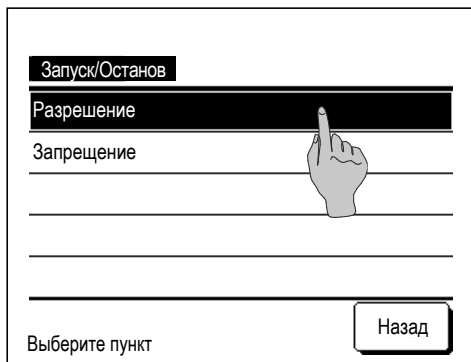 Запуск/Останов
Разрешение
Запрещение
Выберите пункт
Назад